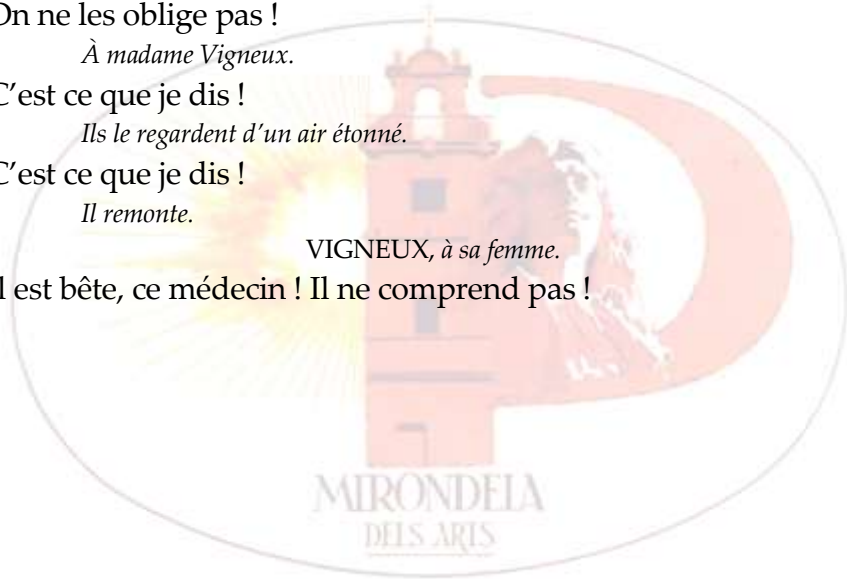 On ne les oblige pas !
À madame Vigneux.
C’est ce que je dis !
Ils le regardent d’un air étonné.
C’est ce que je dis !
Il remonte.
VIGNEUX, à sa femme.
l est bête, ce médecin ! Il ne comprend pas !
MIRONDELA
DELS ARTS